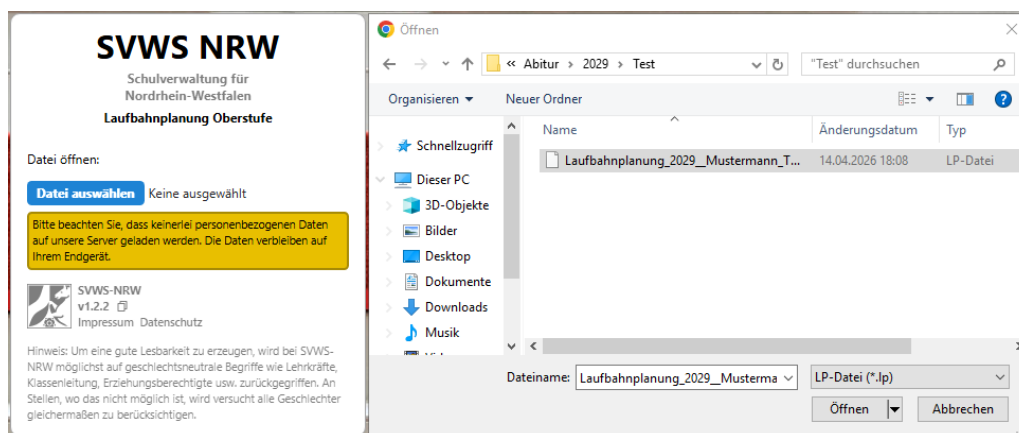 SVWS NRW
Schulverwaltung für
Nordrhein-Westfalen
Laufbahnplanung Oberstufe
Datei öffnen:
Datei auswählen Keine ausgewählt
Bitte beachten Sie, dass keinerlei personenbezogenen Daten
auf unsere Server geladen werden. Die Daten verbleiben auf
Ihrem Endgerät.
SVWS-NRW
v1.2.2
Impressum Datenschutz
Hinweis: Um eine gute Lesbarkeit zu erzeugen, wird bei SVWS-
NRW möglichst auf geschlechtsneutrale Begriffe wie Lehrkräfte,
Klassenleitung, Erziehungsberechtigte usw. zurückgegriffen. An
Stellen, wo das nicht möglich ist, wird versucht alle Geschlechter
gleichermaßen zu berücksichtigen.
Öffnen
« Abitur > 2029 > Test
"Test" durchsuchen
Organisieren Neuer Ordner
Name Änderungsdatum Typ
Laufbahnplanung_2029__Mustermann_T... 14.04.2026 18:08 LP-Datei
Schnellzugriff
Dieser PC
3D-Objekte
Bilder
Desktop
Dokumente
Downloads
Musik
Dateiname: Laufbahnplanung_2029__Musterma LP-Datei (*.lp)
Öffnen Abbrechen